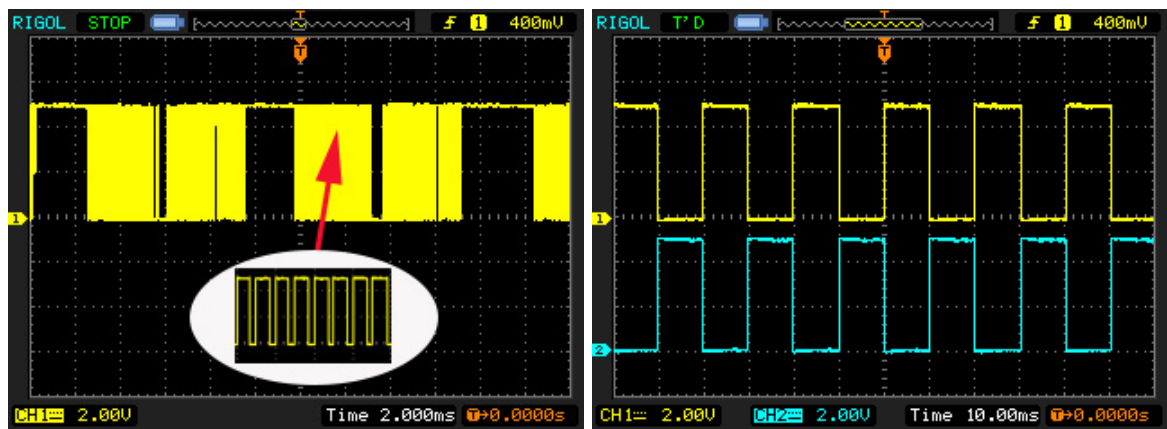 RIGOL STOP T 1 400mV
T
1
CH1 2.00V Time 2.000ms T→0.0000s
RIGOL T'D T 1 400mV
T
1
2
CH1 2.00V CH2 2.00V Time 10.00ms T→0.0000s